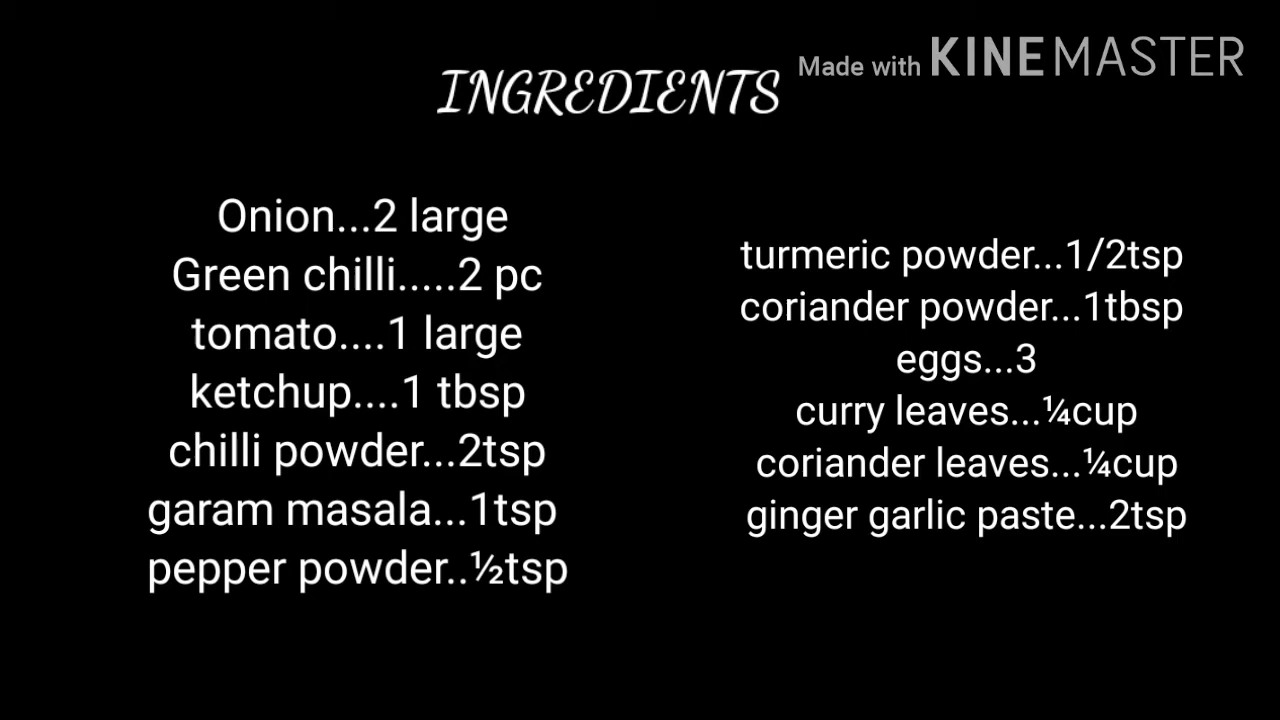 Made with KINEMASTER
INGREDIENTS
Onion...2 large
Green chilli.....2 pc
tomato....1 large
ketchup....1 tbsp
chilli powder...2tsp
garam masala...1tsp
pepper powder..½tsp
turmeric powder...1/2tsp
coriander powder...1tbsp
eggs...3
curry leaves...¼cup
coriander leaves...¼cup
ginger garlic paste...2tsp